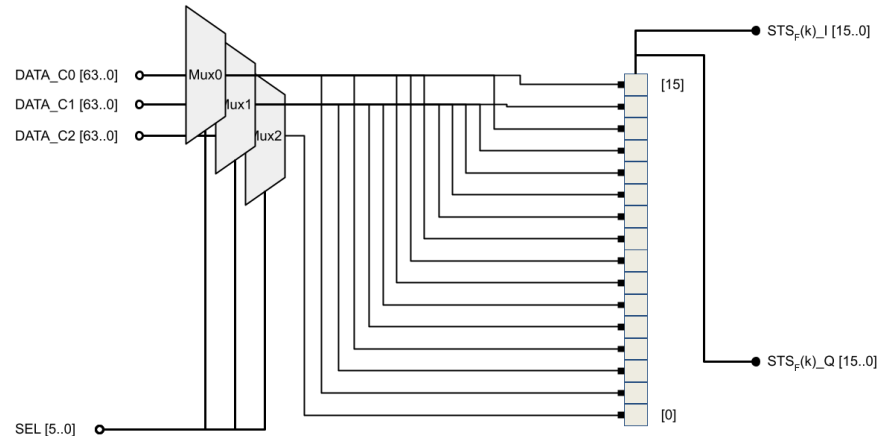 STS_F(k)_I [15..0]
DATA_C0 [63..0]
Mux0
[15]
DATA_C1 [63..0]
Mux1
DATA_C2 [63..0]
Mux2
STS_F(k)_Q [15..0]
[0]
SEL [5..0]